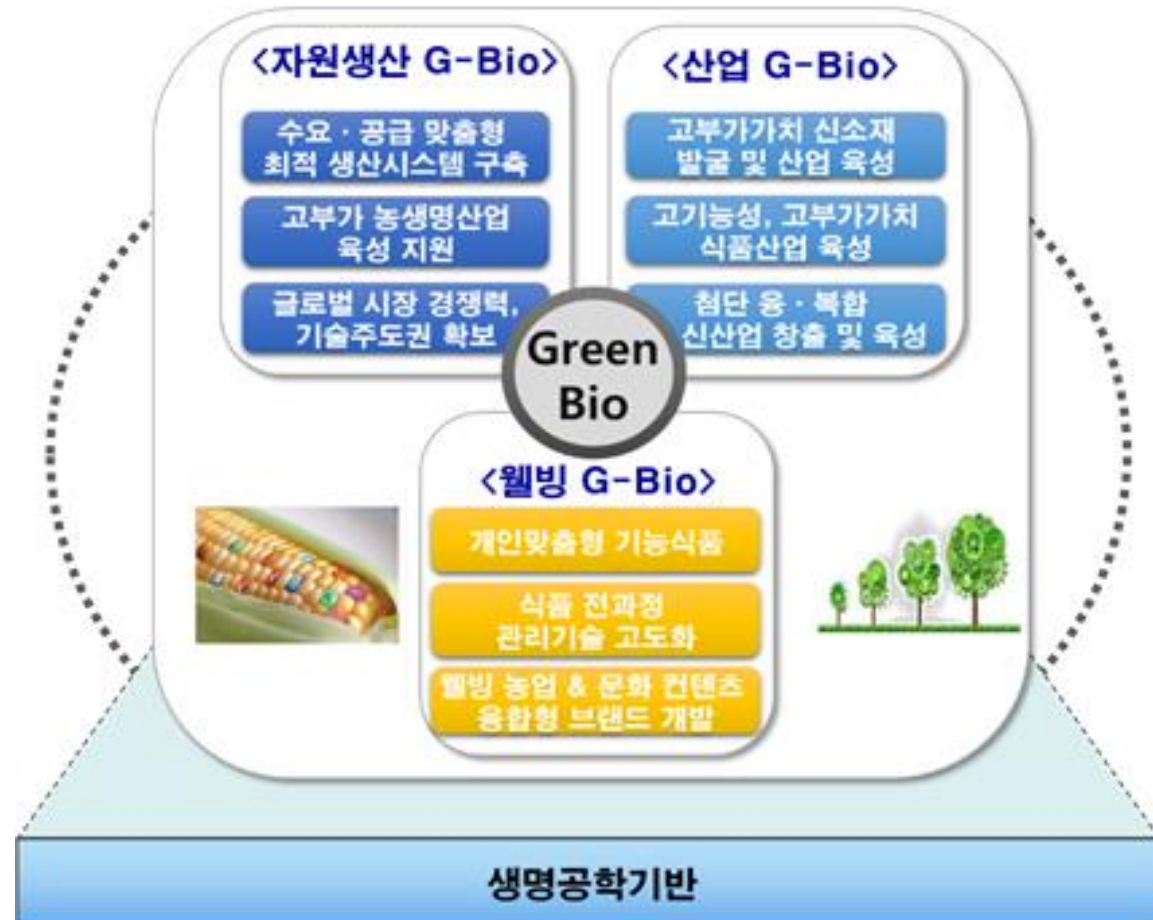 <자원생산 G-Bio>
수요 · 공급 맞춤형
최적 생산시스템 구축
고부가 농생명산업
육성 지원
글로벌 시장 경쟁력,
기술주도권 확보
<산업 G-Bio>
고부가가치 신소재
발굴 및 산업 육성
고기능성, 고부가가치
식품산업 육성
첨단 융 · 복합
신산업 창출 및 육성
Green
Bio
<웰빙 G-Bio>
개인맞춤형 기능식품
식품 전과정
관리기술 고도화
웰빙 농업 & 문화 컨텐츠
융합형 브랜드 개발
생명공학기반